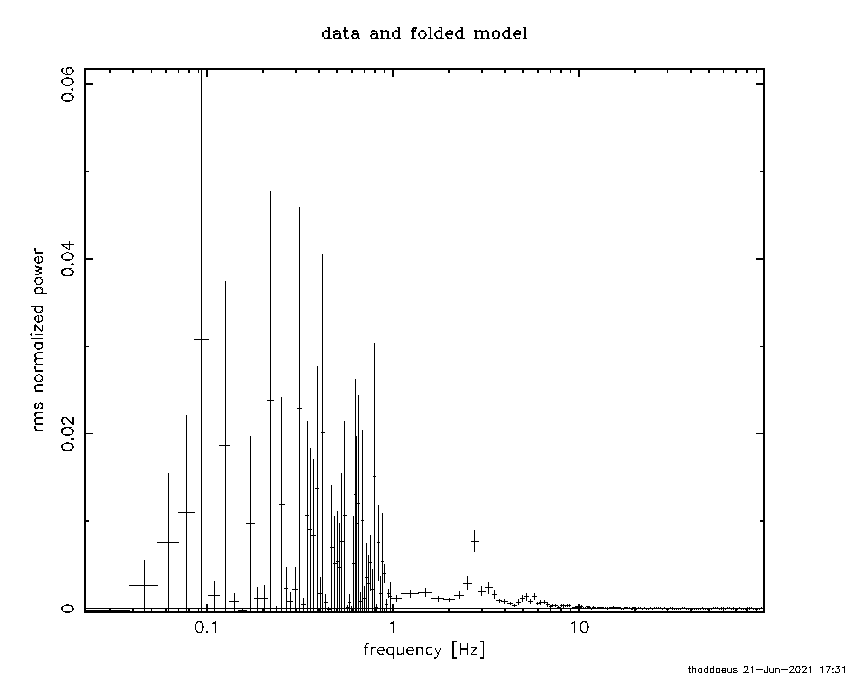 data and folded model
rms normalized power
0.06
0.04
0.02
0
0.1
1
10
frequency [Hz]
thaddaeus 21-Jun-2021 17:31